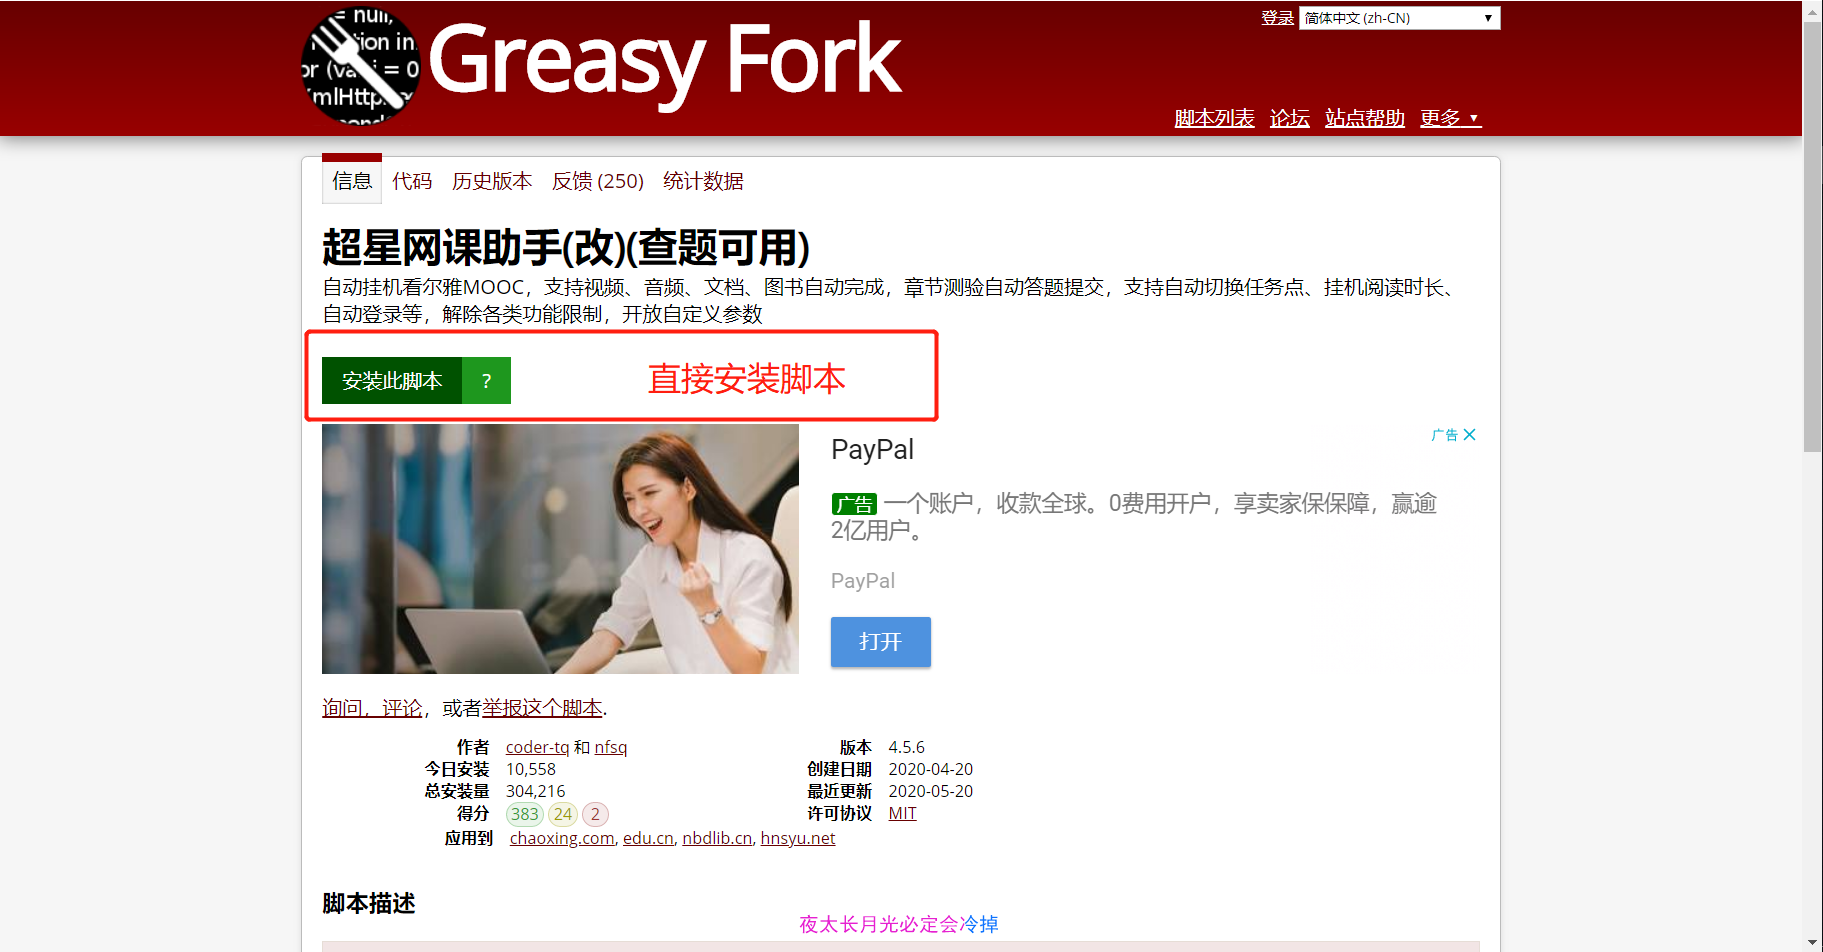 = null,
tion in
or (va i = 0
mlHttp
Greasy Fork
登录 简体中文 (zh-CN)
脚本列表 论坛 站点帮助 更多
信息 代码 历史版本 反馈 (250) 统计数据
超星网课助手(改)(查题可用)
自动挂机看尔雅MOOC，支持视频、音频、文档、图书自动完成，章节测验自动答题提交，支持自动切换任务点、挂机阅读时长、
自动登录等，解除各类功能限制，开放自定义参数
安装此脚本 ? 直接安装脚本
广告
PayPal
广告 一个账户，收款全球。0费用开户，享卖家保保障，赢逾
2亿用户。
PayPal
打开
询问，评论，或者举报这个脚本.
作者 coder-tq 和 nfsq 版本 4.5.6
今日安装 10,558 创建日期 2020-04-20
总安装量 304,216 最近更新 2020-05-20
得分 383 24 2 许可协议 MIT
应用到 chaoxing.com, edu.cn, nbdlib.cn, hnsyu.net
脚本描述
夜太长月光必定会冷掉